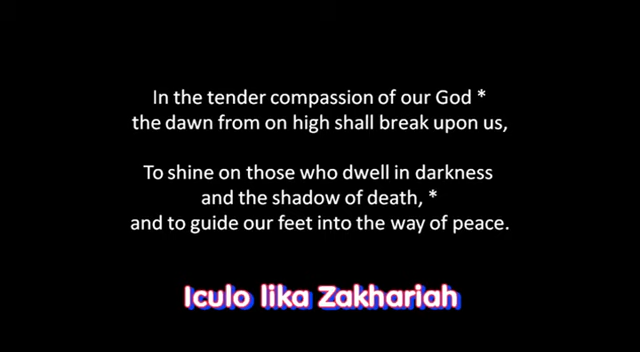 In the tender compassion of our God *
the dawn from on high shall break upon us,
To shine on those who dwell in darkness
and the shadow of death, *
and to guide our feet into the way of peace.
Iculo lika Zakhariah